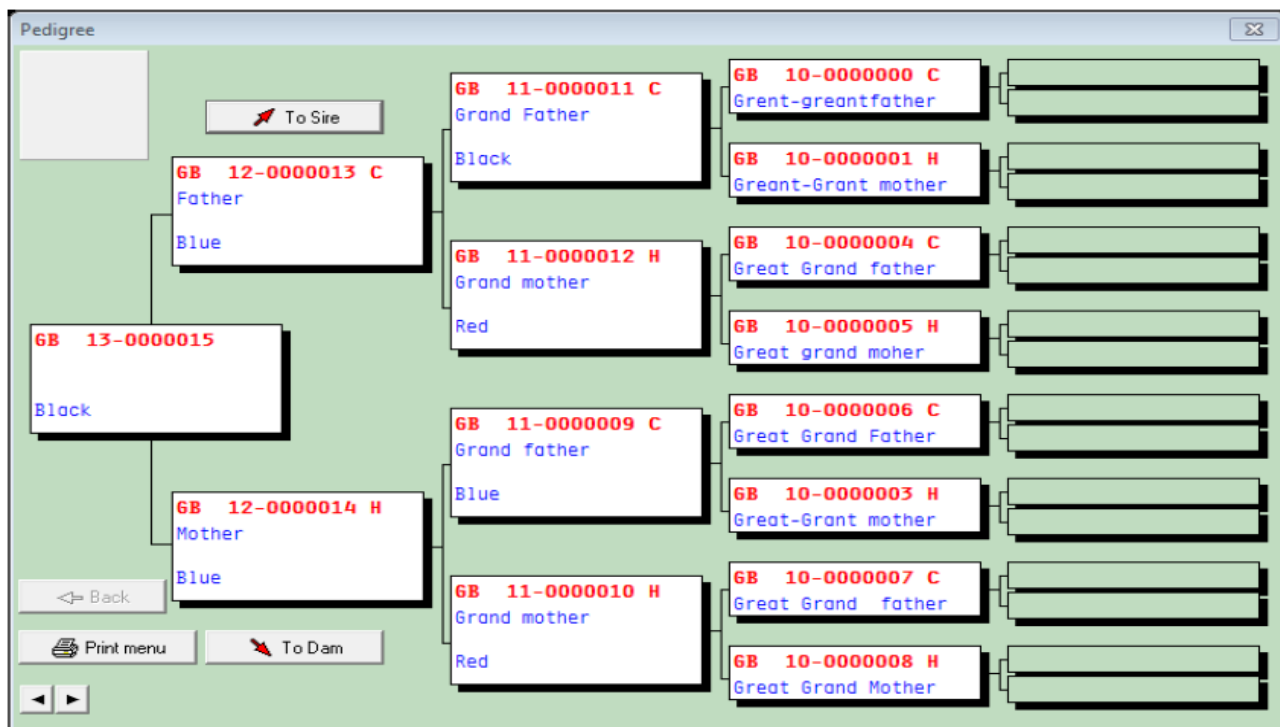 Pedigree
To Sire
GB 13-0000015
Black
GB 12-0000013 C
Father
Blue
GB 12-0000014 H
Mother
Blue
GB 11-0000011 C
Grand Father
Black
GB 11-0000012 H
Grand mother
Red
GB 11-0000009 C
Grand father
Blue
GB 11-0000010 H
Grand mother
Red
GB 10-0000000 C
Grent-greantfather
GB 10-0000001 H
Greant-Grant mother
GB 10-0000004 C
Great Grand father
GB 10-0000005 H
Great grand moher
GB 10-0000006 C
Great Grand Father
GB 10-0000003 H
Great-Grant mother
GB 10-0000007 C
Great Grand  father
GB 10-0000008 H
Great Grand Mother
Back
Print menu
To Dam